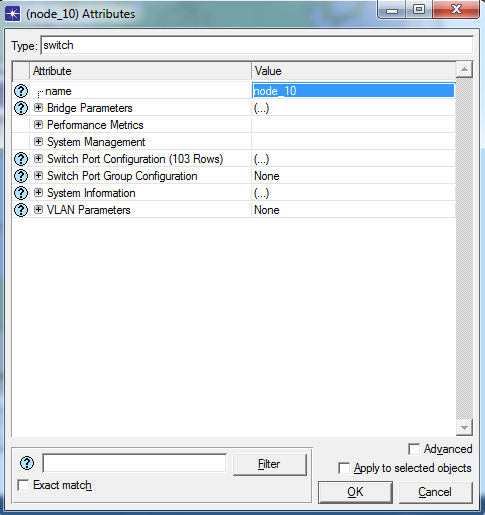 (node_10) Attributes
Type: switch
Attribute Value
? name node_10
? Bridge Parameters (...)
Performance Metrics
System Management
? Switch Port Configuration (103 Rows) (...)
? Switch Port Group Configuration None
? System Information (...)
? VLAN Parameters None
Advanced
? Filter
Apply to selected objects
Exact match
OK Cancel